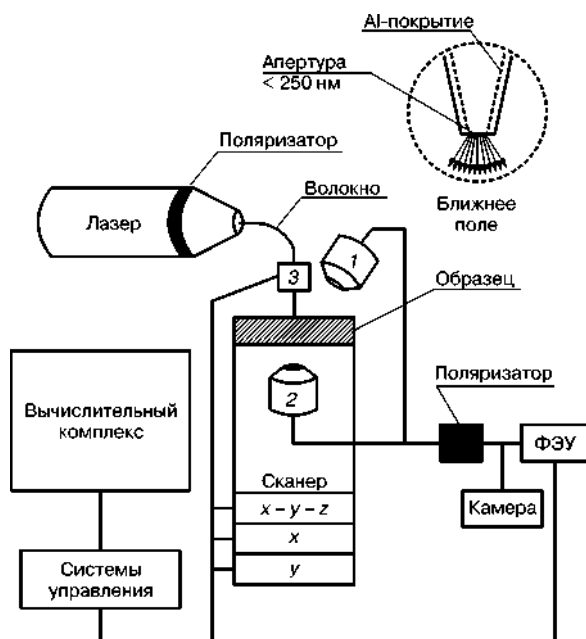 Al-покрытие
Апертура
< 250 нм
Поляризатор
Волокно
Ближнее
поле
Лазер
1
3
Образец
2
Поляризатор
Вычислительный
комплекс
ФЭУ
Сканер
x – y – z
Камера
x
Системы
управления
y